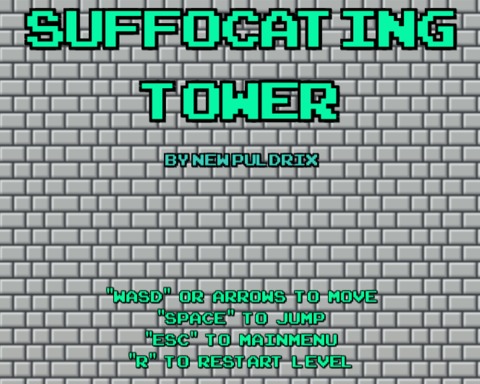 SUFFOCATING
TOWER
BY NEWPULDRIX
"WASD" OR ARROWS TO MOVE
"SPACE" TO JUMP
"ESC" TO MAINMENU
"R" TO RESTART LEVEL